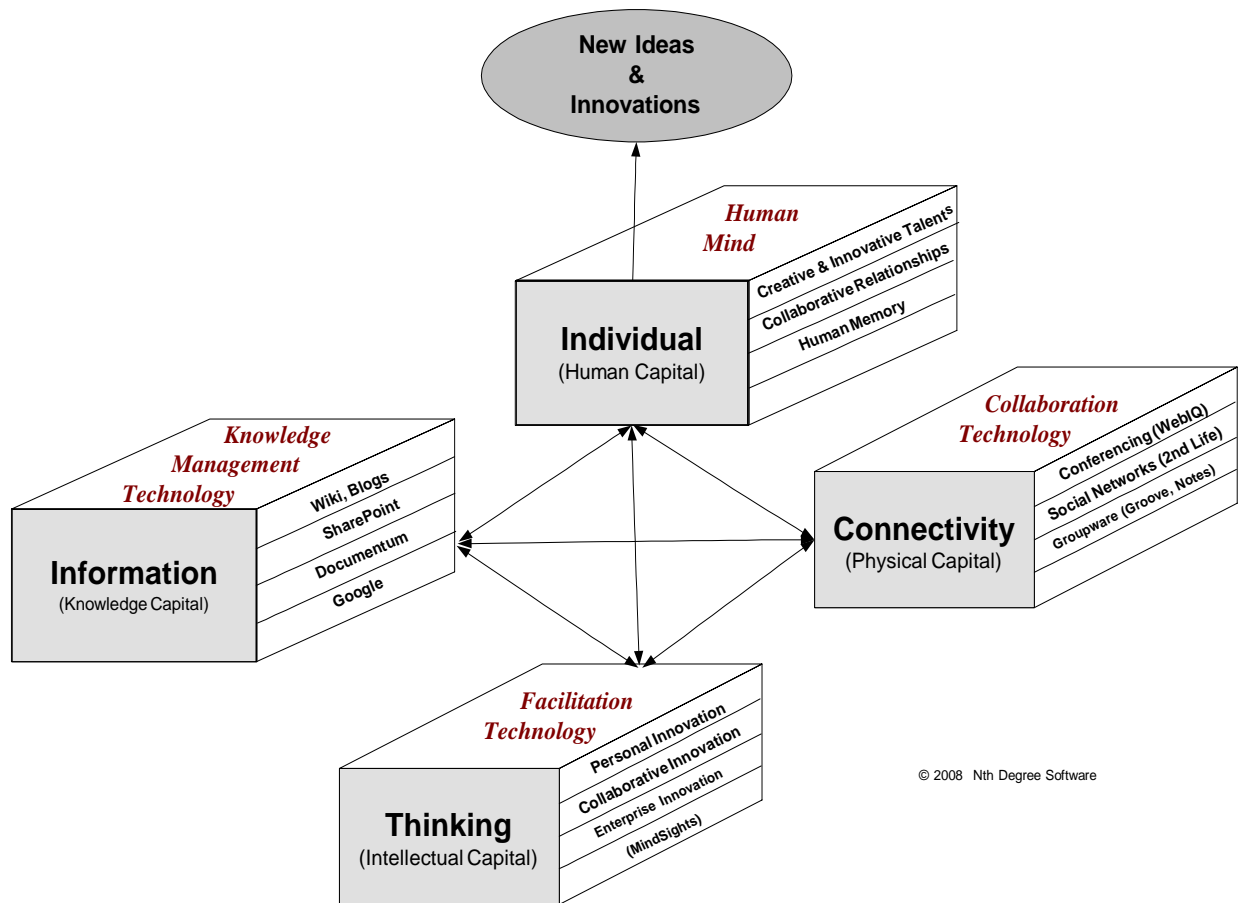 New Ideas
&
Innovations
Human
Mind
Creative & Innovative Talents
Collaborative Relationships
Human Memory
Individual
(Human Capital)
Knowledge
Management
Technology
Wiki, Blogs
SharePoint
Documentum
Google
Information
(Knowledge Capital)
Collaboration
Technology
Conferencing (WebIQ)
Social Networks (2nd Life)
Groupware (Groove, Notes)
Connectivity
(Physical Capital)
Facilitation
Technology
Personal Innovation
Collaborative Innovation
Enterprise Innovation
(MindSights)
Thinking
(Intellectual Capital)
© 2008 Nth Degree Software